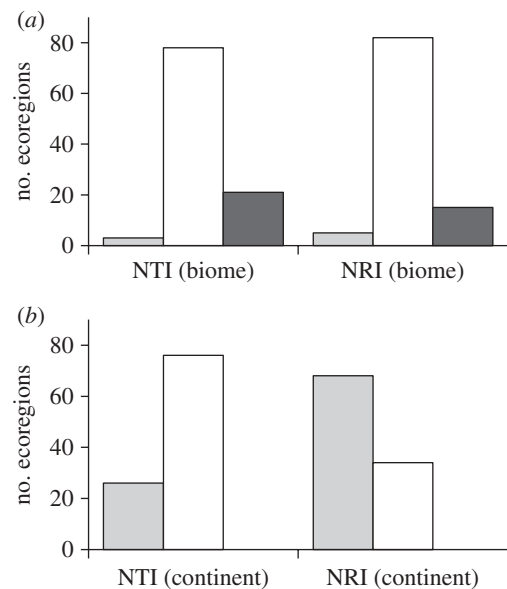 (a)
80
60
40
20
0
no. ecoregions
NTI (biome) NRI (biome)
(b)
80
60
40
20
0
no. ecoregions
NTI (continent) NRI (continent)